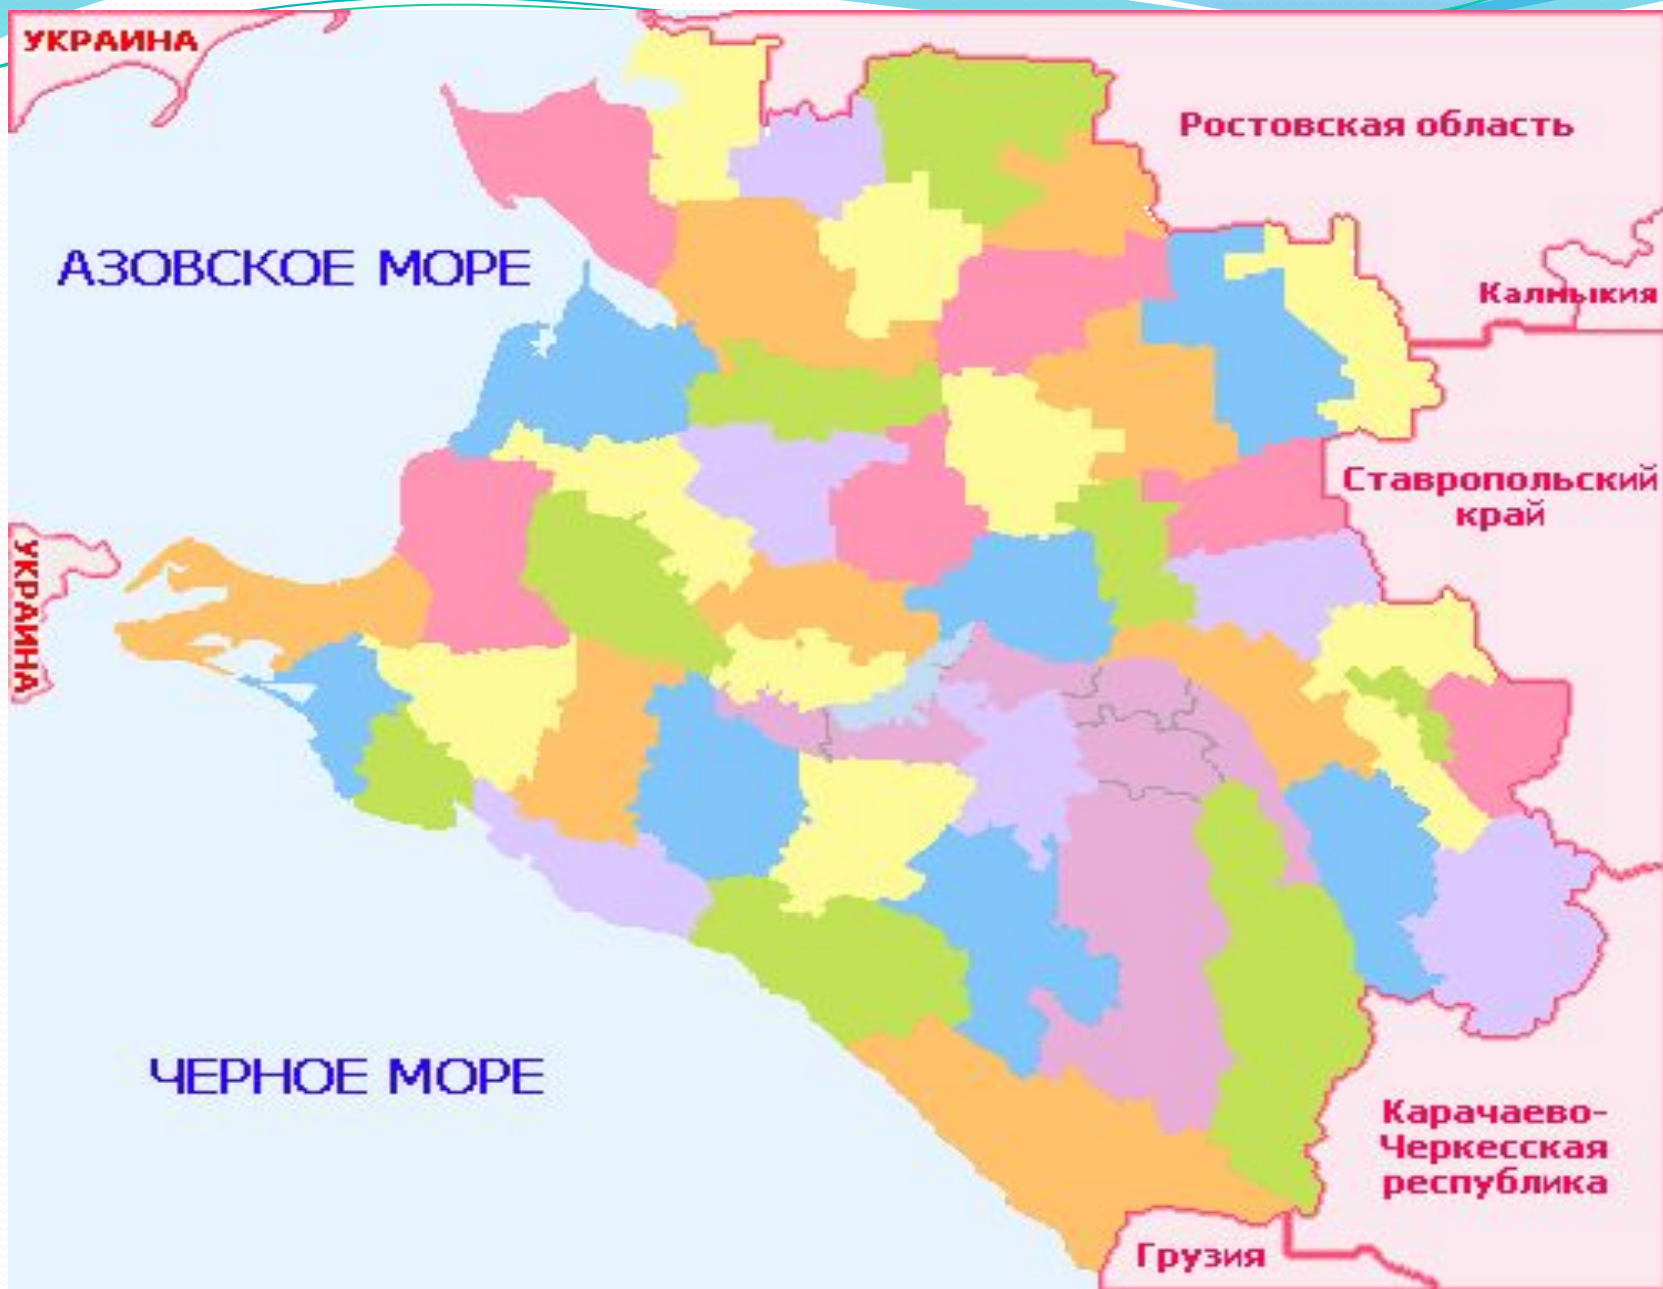 УКРАИНА
Ростовская область
АЗОВСКОЕ МОРЕ
Калмыкия
Ставропольский
край
УКРАИНА
ЧЕРНОЕ МОРЕ
Карачаево-
Черкесская
республика
Грузия